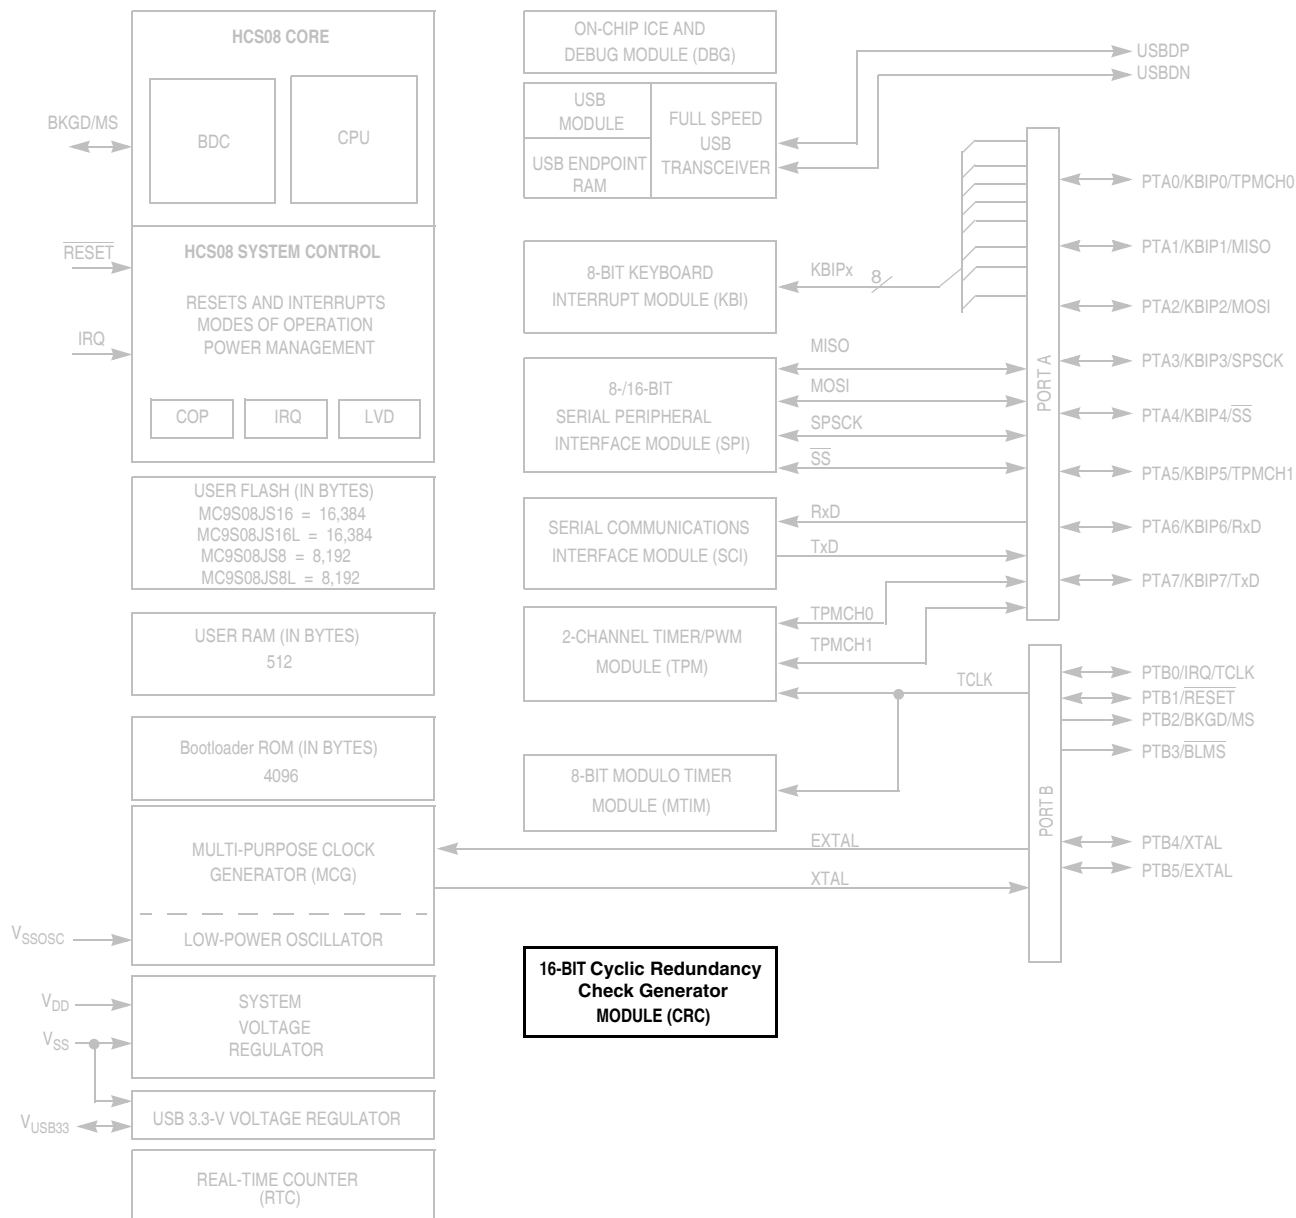 HCS08 CORE
BDC
CPU
BKGD/MS
RESET
HCS08 SYSTEM CONTROL
RESETS AND INTERRUPTS
MODES OF OPERATION
POWER MANAGEMENT
IRQ
COP
IRQ
LVD
USER FLASH (IN BYTES)
MC9S08JS16 = 16,384
MC9S08JS16L = 16,384
MC9S08JS8 = 8,192
MC9S08JS8L = 8,192
USER RAM (IN BYTES)
512
Bootloader ROM (IN BYTES)
4096
MULTI-PURPOSE CLOCK
GENERATOR (MCG)
LOW-POWER OSCILLATOR
VSSOSC
VDD
VSS
SYSTEM
VOLTAGE
REGULATOR
VUSB33
USB 3.3-V VOLTAGE REGULATOR
REAL-TIME COUNTER
(RTC)
ON-CHIP ICE AND
DEBUG MODULE (DBG)
USB
MODULE
USB ENDPOINT
RAM
FULL SPEED
USB
TRANSCEIVER
8-BIT KEYBOARD
INTERRUPT MODULE (KBI)
KBIPx
8
8-/16-BIT
SERIAL PERIPHERAL
INTERFACE MODULE (SPI)
MISO
MOSI
SPSCK
SS
SERIAL COMMUNICATIONS
INTERFACE MODULE (SCI)
RxD
TxD
2-CHANNEL TIMER/PWM
MODULE (TPM)
TPMCH0
TPMCH1
TCLK
8-BIT MODULO TIMER
MODULE (MTIM)
EXTAL
XTAL
16-BIT Cyclic Redundancy
Check Generator
MODULE (CRC)
PORT A
PORT B
USBDP
USBDN
PTA0/KBIP0/TPMCH0
PTA1/KBIP1/MISO
PTA2/KBIP2/MOSI
PTA3/KBIP3/SPSCK
PTA4/KBIP4/SS
PTA5/KBIP5/TPMCH1
PTA6/KBIP6/RxD
PTA7/KBIP7/TxD
PTB0/IRQ/TCLK
PTB1/RESET
PTB2/BKGD/MS
PTB3/BLMS
PTB4/XTAL
PTB5/EXTAL